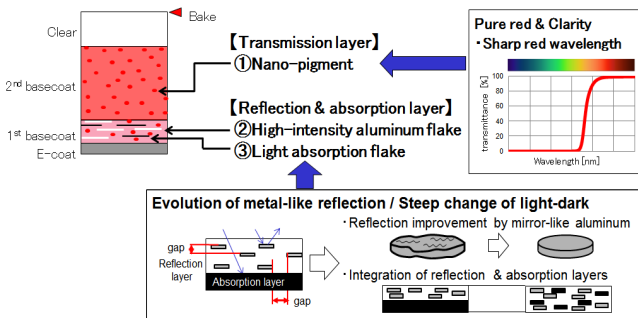 Bake
Clear
2nd basecoat
1st basecoat
E-coat
【Transmission layer】
①Nano-pigment
【Reflection & absorption layer】
②High-intensity aluminum flake
③Light absorption flake
Pure red & Clarity
・Sharp red wavelength
transmittance [%]
100
80
60
40
20
0
Wavelength [nm]
Evolution of metal-like reflection / Steep change of light-dark
・Reflection improvement by mirror-like aluminum
gap
Reflection
layer
Absorption layer
gap
・Integration of reflection & absorption layers